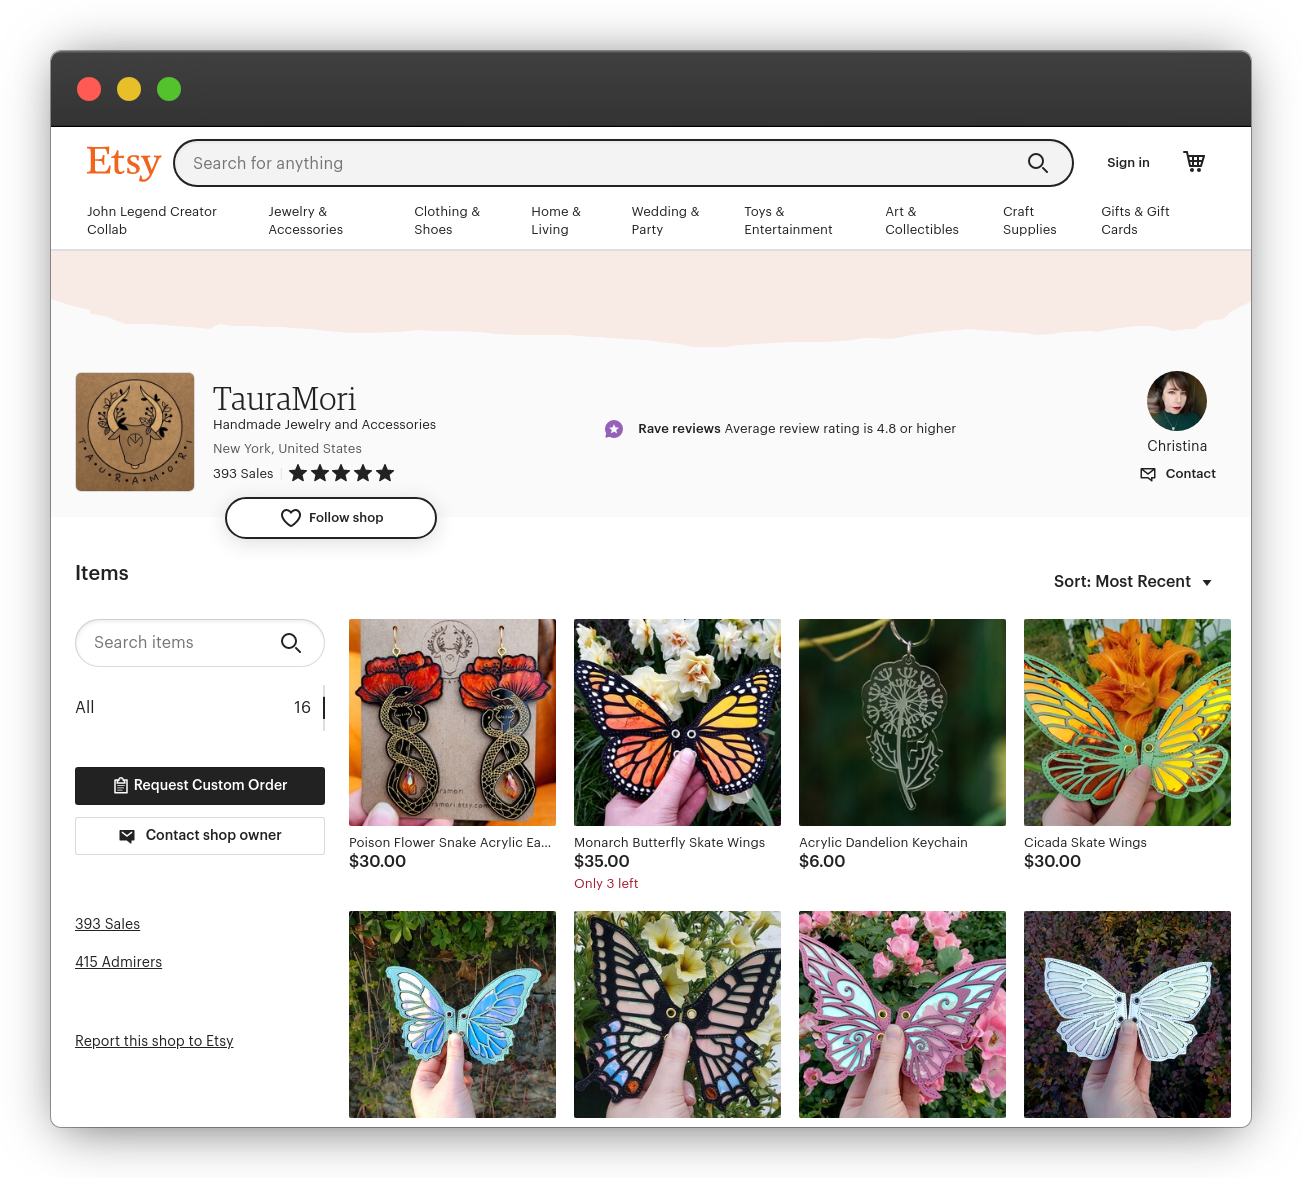 Etsy
Search for anything
Sign in
John Legend Creator
Collab
Jewelry &
Accessories
Clothing &
Shoes
Home &
Living
Wedding &
Party
Toys &
Entertainment
Art &
Collectibles
Craft
Supplies
Gifts & Gift
Cards
TAURAMORI
TauraMori
Handmade Jewelry and Accessories
New York, United States
393 Sales
Follow shop
Rave reviews Average review rating is 4.8 or higher
Christina
Contact
Items
Sort: Most Recent
Search items
All 16
Request Custom Order
Contact shop owner
393 Sales
415 Admirers
Report this shop to Etsy
Poison Flower Snake Acrylic Ea...
$30.00
Monarch Butterfly Skate Wings
$35.00
Only 3 left
Acrylic Dandelion Keychain
$6.00
Cicada Skate Wings
$30.00